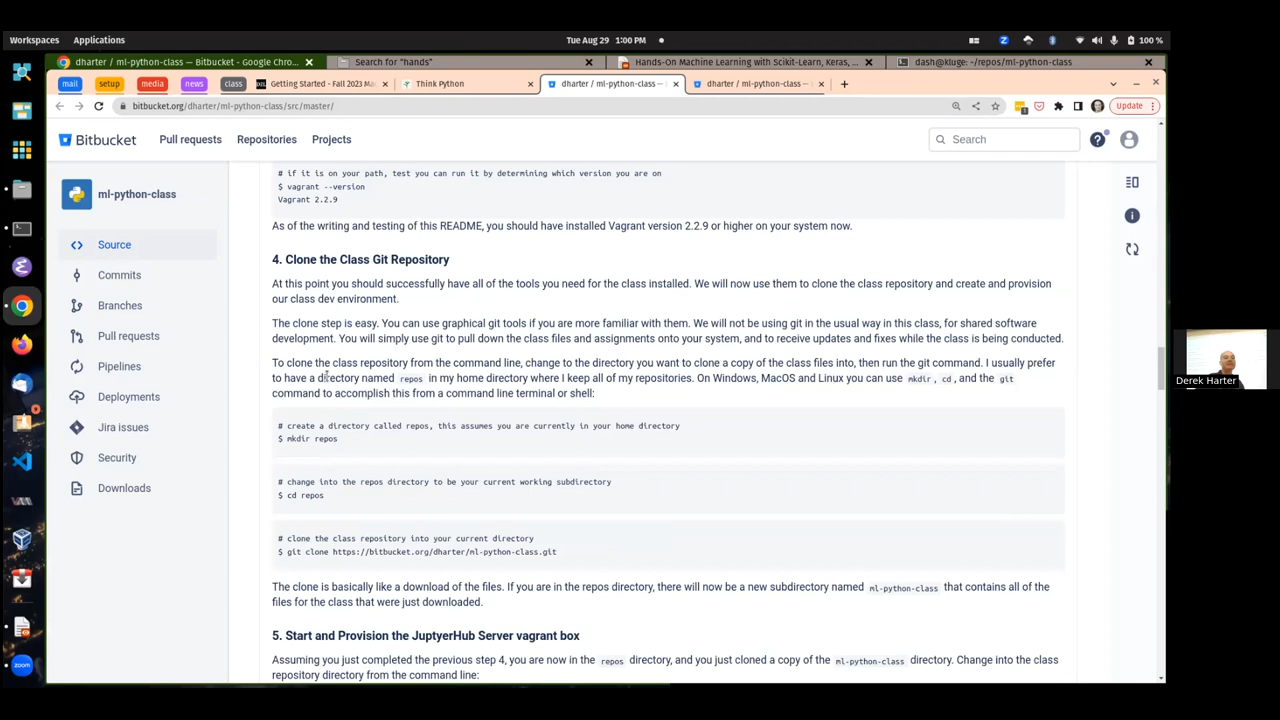 Workspaces Applications Tue Aug 29 1:00 PM 100 %
dharter / ml-python-class — Bitbucket - Google Chro...
Search for "hands"
Hands-On Machine Learning with Scikit-Learn, Keras, ...
dash@kluge: ~/repos/ml-python-class
mail setup media news class Getting Started - Fall 2023 Ma Think Python dharter / ml-python-class — dharter / ml-python-class —
bitbucket.org/dharter/ml-python-class/src/master/
Update
Bitbucket Pull requests Repositories Projects Search
ml-python-class
Source
Commits
Branches
Pull requests
Pipelines
Deployments
Jira issues
Security
Downloads
# if it is on your path, test you can run it by determining which version you are on
$ vagrant --version
Vagrant 2.2.9
As of the writing and testing of this README, you should have installed Vagrant version 2.2.9 or higher on your system now.
4. Clone the Class Git Repository
At this point you should successfully have all of the tools you need for the class installed. We will now use them to clone the class repository and create and provision
our class dev environment.
The clone step is easy. You can use graphical git tools if you are more familiar with them. We will not be using git in the usual way in this class, for shared software
development. You will simply use git to pull down the class files and assignments onto your system, and to receive updates and fixes while the class is being conducted.
To clone the class repository from the command line, change to the directory you want to clone a copy of the class files into, then run the git command. I usually prefer
to have a directory named repos in my home directory where I keep all of my repositories. On Windows, MacOS and Linux you can use mkdir, cd, and the git
command to accomplish this from a command line terminal or shell:
# create a directory called repos, this assumes you are currently in your home directory
$ mkdir repos
# change into the repos directory to be your current working subdirectory
$ cd repos
# clone the class repository into your current directory
$ git clone https://bitbucket.org/dharter/ml-python-class.git
The clone is basically like a download of the files. If you are in the repos directory, there will now be a new subdirectory named ml-python-class that contains all of the
files for the class that were just downloaded.
5. Start and Provision the JuptyerHub Server vagrant box
Assuming you just completed the previous step 4, you are now in the repos directory, and you just cloned a copy of the ml-python-class directory. Change into the class
repository directory from the command line:
Derek Harter